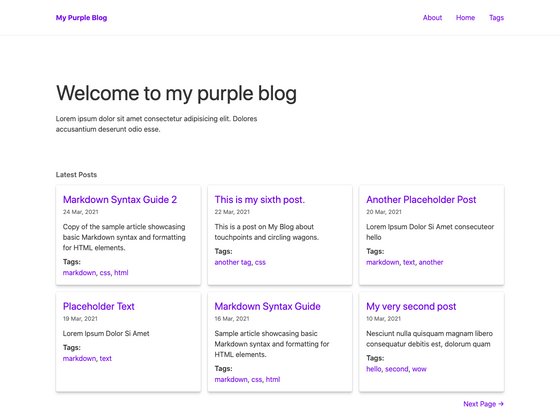 My Purple Blog
About Home Tags
Welcome to my purple blog
Lorem ipsum dolor sit amet consectetur adipisicing elit. Dolores
accusantium deserunt odio esse.
Latest Posts
Markdown Syntax Guide 2
24 Mar, 2021
Copy of the sample article showcasing
basic Markdown syntax and formatting
for HTML elements.
Tags:
markdown, css, html
This is my sixth post.
22 Mar, 2021
This is a post on My Blog about
touchpoints and circling wagons.
Tags:
another tag, css
Another Placeholder Post
20 Mar, 2021
Lorem Ipsum Dolor Si Amet consecuteor
hello
Tags:
markdown, text, another
Placeholder Text
19 Mar, 2021
Lorem Ipsum Dolor Si Amet
Tags:
markdown, text
Markdown Syntax Guide
16 Mar, 2021
Sample article showcasing basic
Markdown syntax and formatting for
HTML elements.
Tags:
markdown, css, html
My very second post
10 Mar, 2021
Nesciunt nulla quisquam magnam libero
consequatur debitis est, dolorum quam
Tags:
hello, second, wow
Next Page →